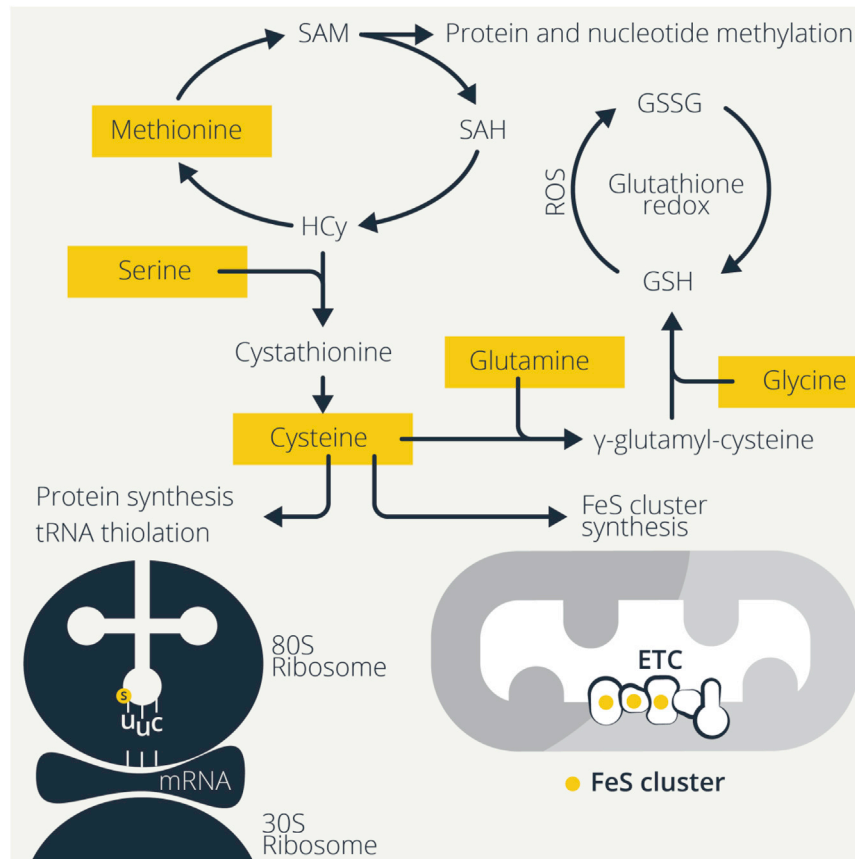 SAM
Protein and nucleotide methylation
Methionine
SAH
GSSG
ROS
Glutathione
redox
HCy
GSH
Serine
Cystathionine
Glutamine
Glycine
Cysteine
γ-glutamyl-cysteine
Protein synthesis
tRNA thiolation
FeS cluster
synthesis
80S
Ribosome
S
uuc
mRNA
30S
Ribosome
ETC
FeS cluster